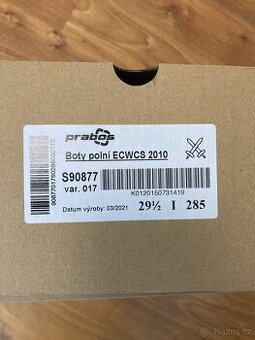 prabos
Boty polní ECWCS 2010
S90877
var. 017
K0120150731419
Datum výroby: 03/2021
29½ I 285